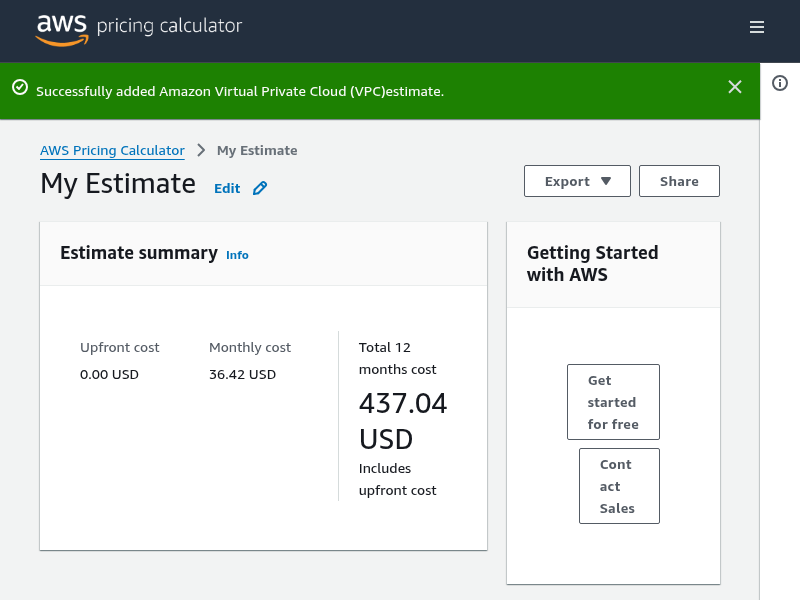 aws pricing calculator
Successfully added Amazon Virtual Private Cloud (VPC)estimate.
AWS Pricing Calculator > My Estimate
My Estimate Edit
Export Share
Estimate summary Info
Upfront cost
0.00 USD
Monthly cost
36.42 USD
Total 12
months cost
437.04
USD
Includes
upfront cost
Getting Started
with AWS
Get
started
for free
Cont
act
Sales